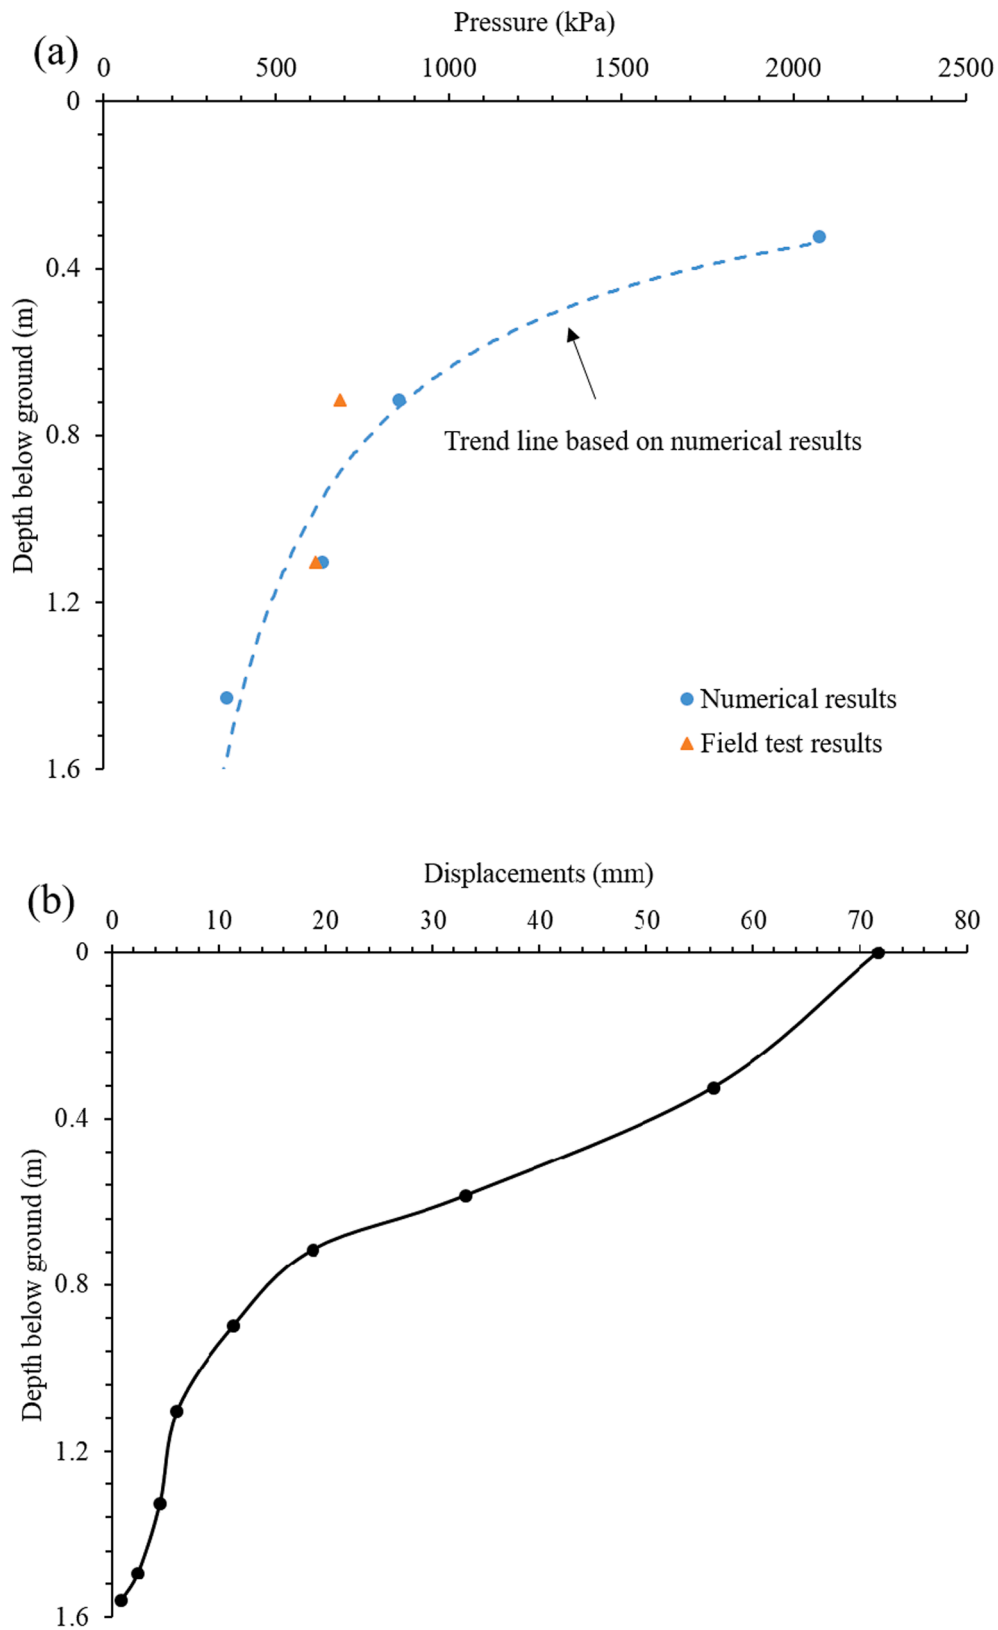 Pressure (kPa)
(a)
0 500 1000 1500 2000 2500
0
0.4
0.8
1.2
1.6
Depth below ground (m)
Trend line based on numerical results
Numerical results
Field test results
Displacements (mm)
(b)
0 10 20 30 40 50 60 70 80
0
0.4
0.8
1.2
1.6
Depth below ground (m)